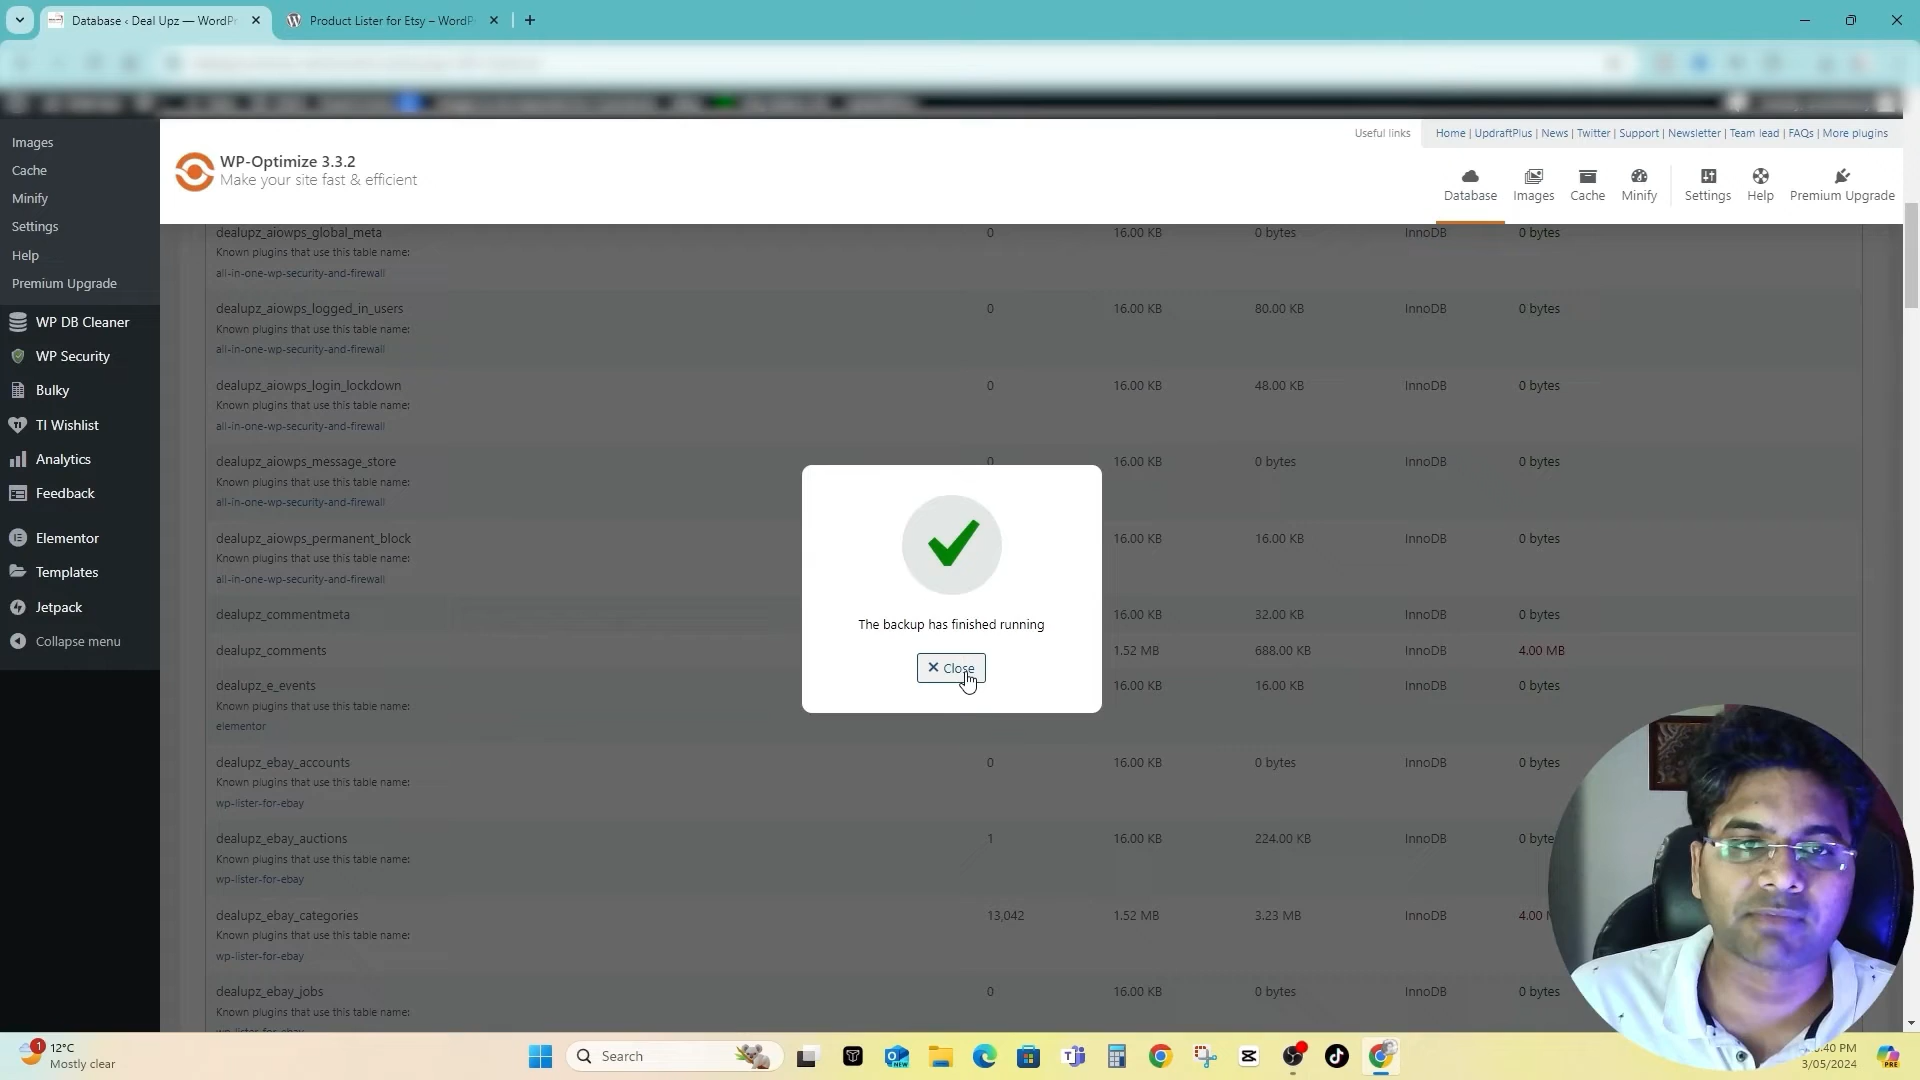 Database ‹ Deal Upz — WordPr
Product Lister for Etsy – WordP
Useful links
Home | UpdraftPlus | News | Twitter | Support | Newsletter | Team lead | FAQs | More plugins
WP-Optimize 3.3.2
Make your site fast & efficient
Database
Images
Cache
Minify
Settings
Help
Premium Upgrade
Images
Cache
Minify
Settings
Help
Premium Upgrade
WP DB Cleaner
WP Security
Bulky
TI Wishlist
Analytics
Feedback
Elementor
Templates
Jetpack
Collapse menu
dealupz_aiowps_global_meta 0 16.00 KB 0 bytes InnoDB 0 bytes
Known plugins that use this table name:
all-in-one-wp-security-and-firewall
dealupz_aiowps_logged_in_users 0 16.00 KB 80.00 KB InnoDB 0 bytes
Known plugins that use this table name:
all-in-one-wp-security-and-firewall
dealupz_aiowps_login_lockdown 0 16.00 KB 48.00 KB InnoDB 0 bytes
Known plugins that use this table name:
all-in-one-wp-security-and-firewall
dealupz_aiowps_message_store 0 16.00 KB 0 bytes InnoDB 0 bytes
Known plugins that use this table name:
all-in-one-wp-security-and-firewall
dealupz_aiowps_permanent_block 16.00 KB 16.00 KB InnoDB 0 bytes
Known plugins that use this table name:
all-in-one-wp-security-and-firewall
dealupz_commentmeta 16.00 KB 32.00 KB InnoDB 0 bytes
dealupz_comments 1.52 MB 688.00 KB InnoDB 4.00 MB
dealupz_e_events 16.00 KB 16.00 KB InnoDB 0 bytes
Known plugins that use this table name:
elementor
dealupz_ebay_accounts 0 16.00 KB 0 bytes InnoDB 0 bytes
Known plugins that use this table name:
wp-lister-for-ebay
dealupz_ebay_auctions 1 16.00 KB 224.00 KB InnoDB 0 byte
Known plugins that use this table name:
wp-lister-for-ebay
dealupz_ebay_categories 13,042 1.52 MB 3.23 MB InnoDB 4.00
Known plugins that use this table name:
wp-lister-for-ebay
dealupz_ebay_jobs 0 16.00 KB 0 bytes InnoDB 0 bytes
Known plugins that use this table name:
The backup has finished running
Close
1
12°C
Mostly clear
Search
NEW
:40 PM
3/05/2024
PRE